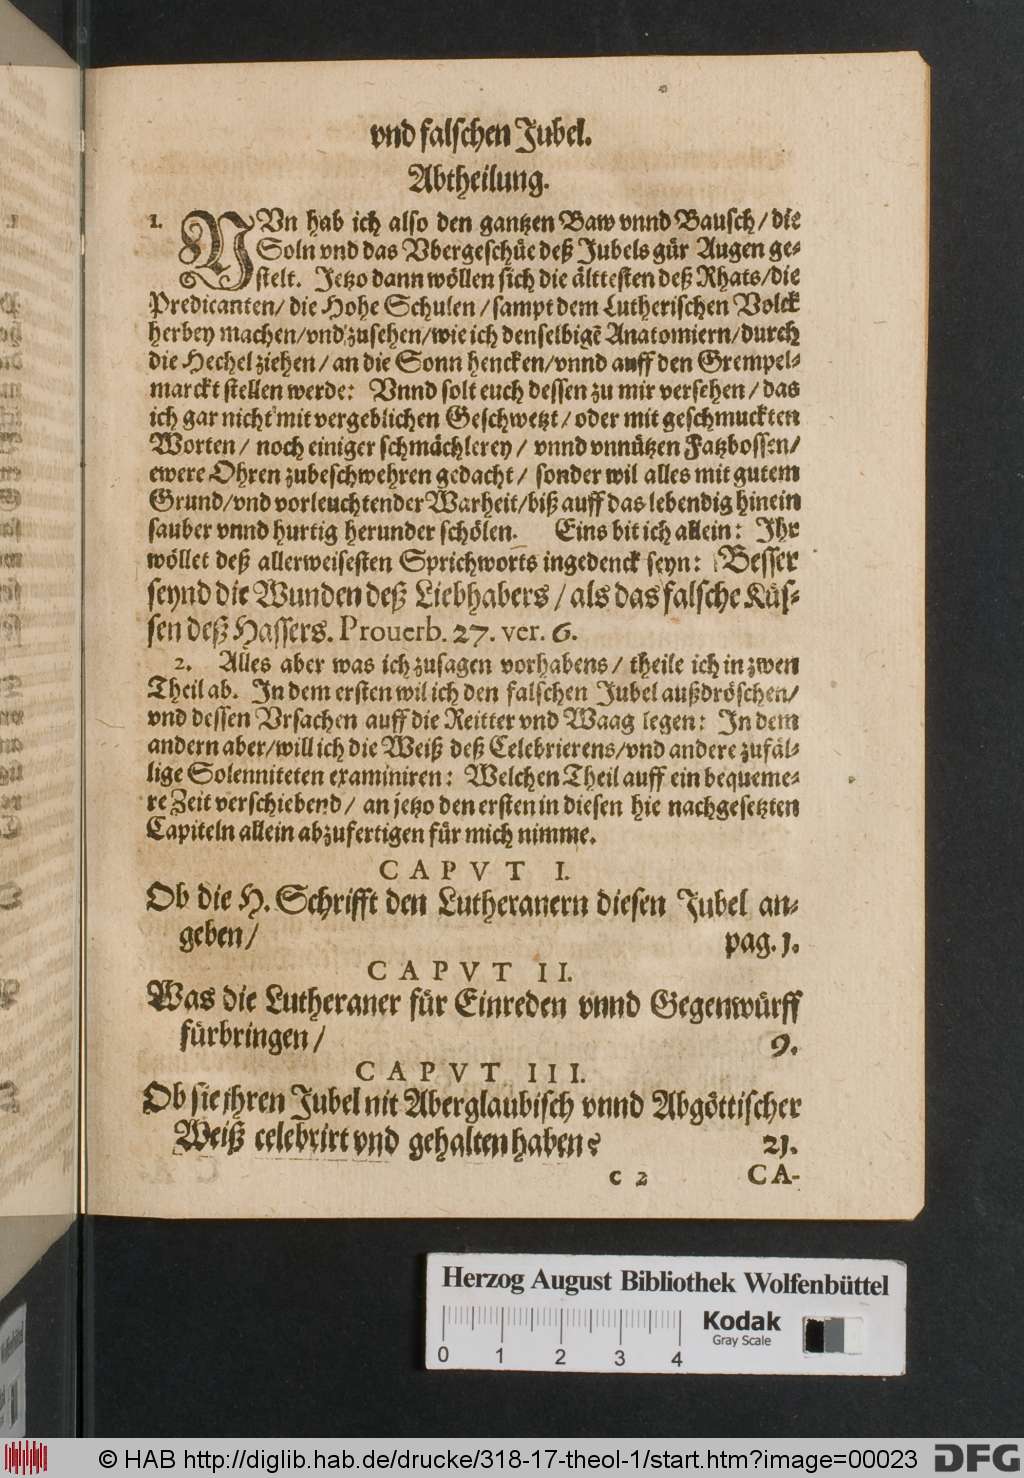 vnd falschen Jubel.
Abtheilung.
1. NVn hab ich also den gantzen Baw vnnd Bausch / die
Soln vnd das Vbergeschüe deß Jubels gür Augen ge-
stelt. Jetzo dann wöllen sich die älttesten deß Rhats / die
Predicanten / die Hohe Schulen / sampt dem Lutherischen Volck
herbey machen / vnd zusehen / wie ich denselbigē Anatomiern / durch
die Hechel ziehen / an die Sonn hencken / vnnd auff den Grempel-
marckt stellen werde: Vnnd solt euch dessen zu mir versehen / das
ich gar nicht mit vergeblichen Geschwetzt / oder mit geschmuckten
Worten / noch einiger schmächlerey / vnnd vnnützen Fatzbossen /
ewere Ohren zubeschwehren gedacht / sonder wil alles mit gutem
Grund / vnd vorleuchtender Warheit / biß auff das lebendig hinein
sauber vnnd hurtig herunder schölen. Eins bit ich allein: Ihr
wöllet deß allerweisesten Sprichworts ingedenck seyn: Besser
seynd die Wunden deß Liebhabers / als das falsche Küs-
sen deß Hassers. Prouerb. 27. ver. 6.
2. Alles aber was ich zusagen vorhabens / theile ich in zwen
Theil ab. In dem ersten wil ich den falschen Jubel außdröschen /
vnd dessen Vrsachen auff die Reitter vnd Waag legen: In dem
andern aber / will ich die Weiß deß Celebrierens / vnd andere zufäl-
lige Solenniteten examiniren: Welchen Theil auff ein bequeme-
re Zeit verschiebend / an jetzo den ersten in diesen hie nachgesetzten
Capiteln allein abzufertigen für mich nimme.
CAPVT I.
Ob die H. Schrifft den Lutheranern diesen Jubel an-
geben / pag. 1.
CAPVT II.
Was die Lutheraner für Einreden vnnd Gegenwürff
fürbringen / 9.
CAPVT III.
Ob sie jhren Jubel nit Aberglaubisch vnnd Abgöttischer
Weiß celebrirt vnd gehalten haben? 21.
c 2 CA-
Herzog August Bibliothek Wolfenbüttel
Kodak
Gray Scale
0 1 2 3 4
© HAB http://diglib.hab.de/drucke/318-17-theol-1/start.htm?image=00023
DFG